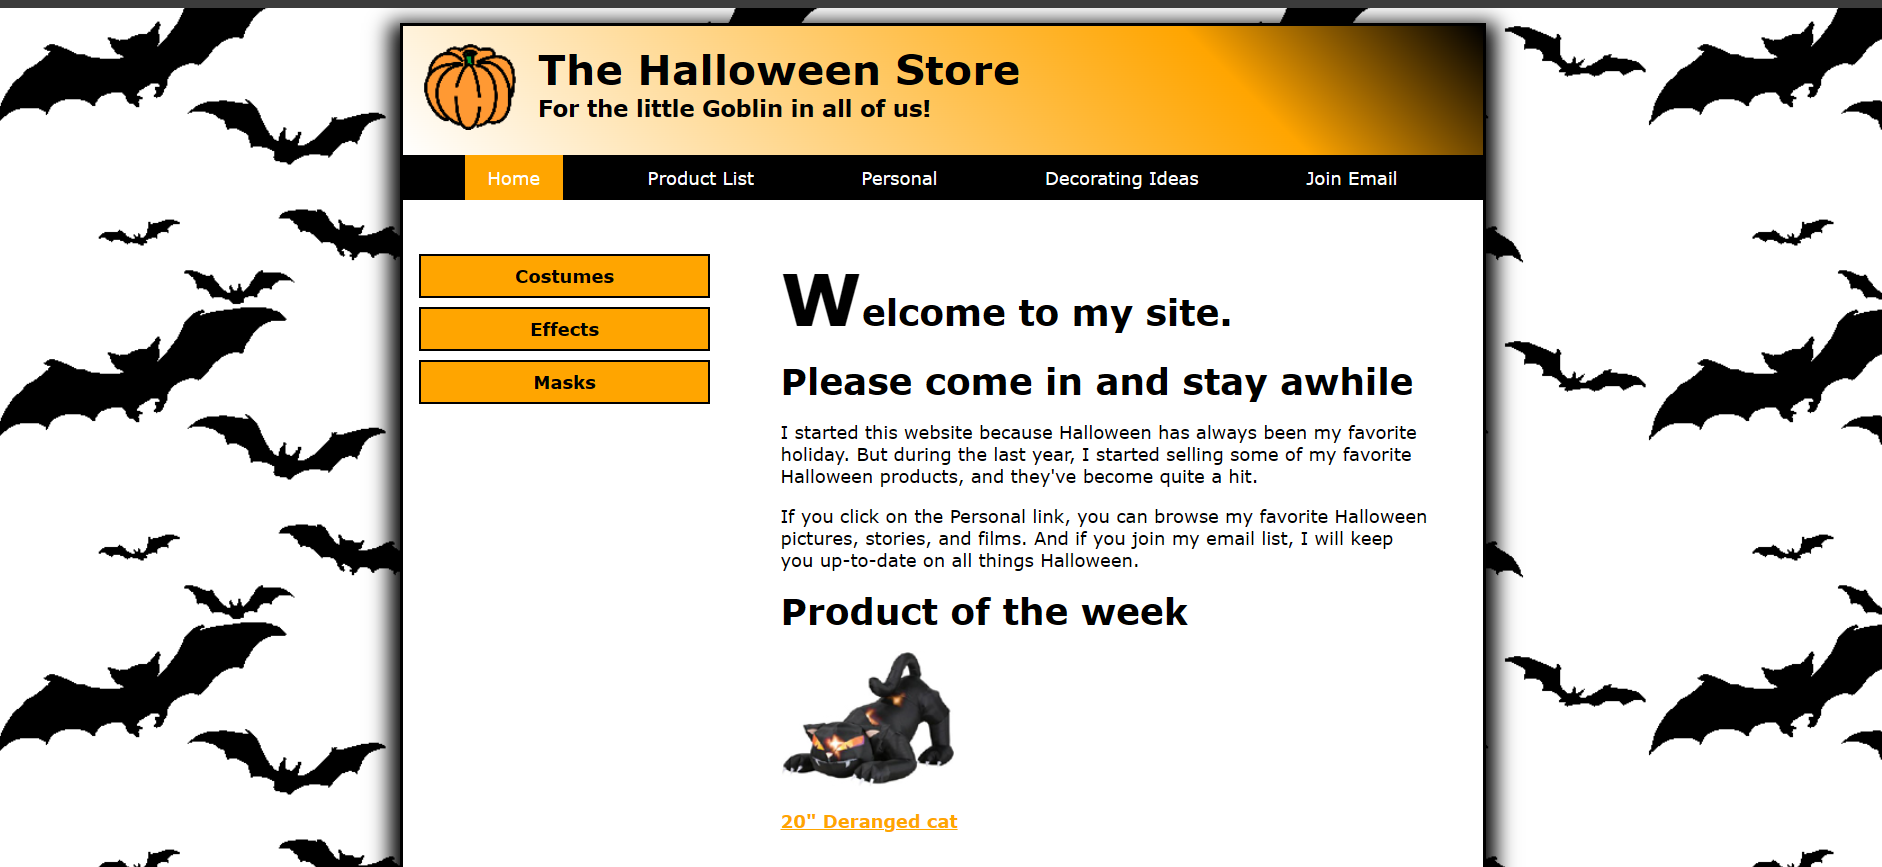 The Halloween Store
For the little Goblin in all of us!
Home Product List Personal Decorating Ideas Join Email
Costumes
Effects
Masks
Welcome to my site.
Please come in and stay awhile
I started this website because Halloween has always been my favorite
holiday. But during the last year, I started selling some of my favorite
Halloween products, and they've become quite a hit.
If you click on the Personal link, you can browse my favorite Halloween
pictures, stories, and films. And if you join my email list, I will keep
you up-to-date on all things Halloween.
Product of the week
20" Deranged cat